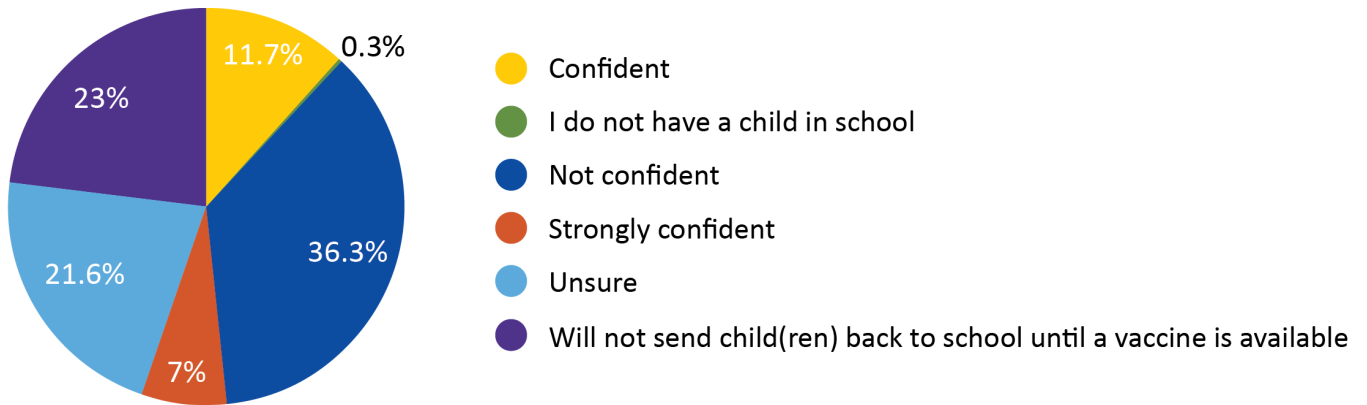 11.7%
0.3%
23%
36.3%
21.6%
7%
Confident
I do not have a child in school
Not confident
Strongly confident
Unsure
Will not send child(ren) back to school until a vaccine is available